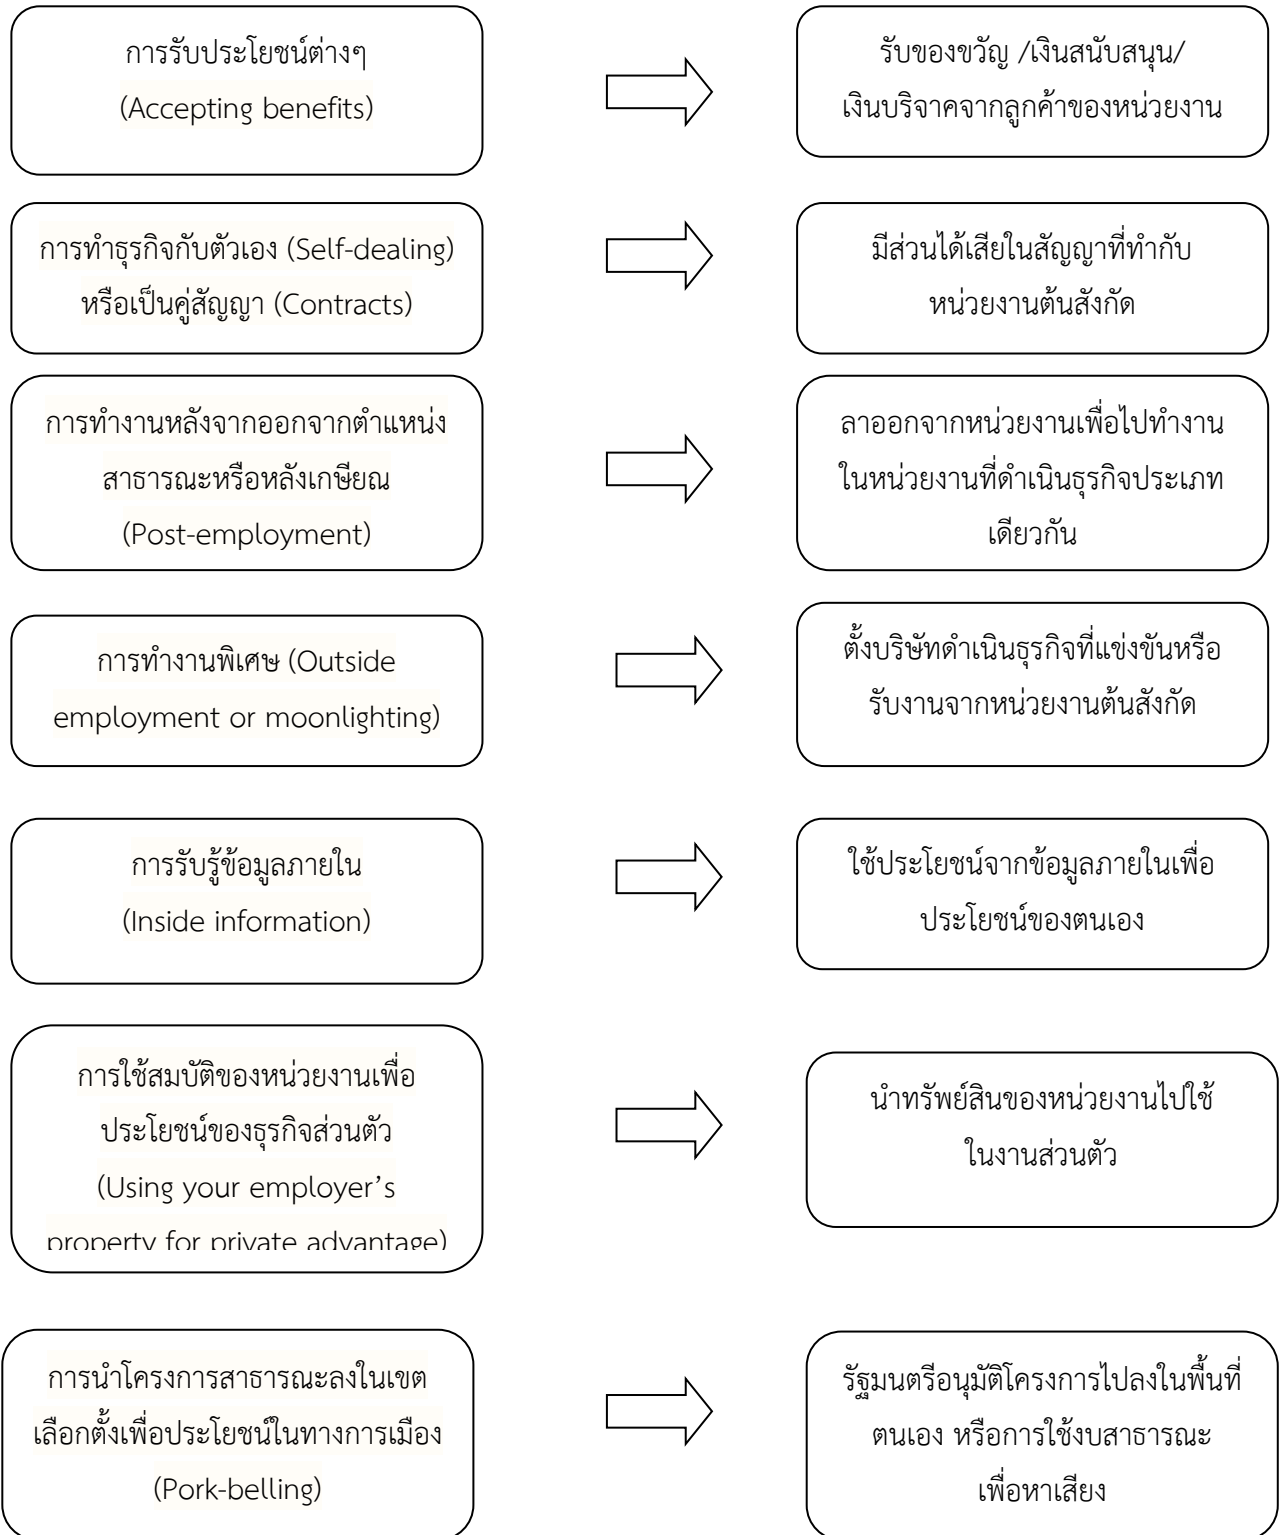 การรับประโยชน์ต่างๆ
(Accepting benefits)
รับของขวัญ /เงินสนับสนุน/
เงินบริจาคจากลูกค้าของหน่วยงาน
การทำธุรกิจกับตัวเอง (Self-dealing)
หรือเป็นคู่สัญญา (Contracts)
มีส่วนได้เสียในสัญญาที่ทำกับ
หน่วยงานต้นสังกัด
การทำงานหลังจากออกจากตำแหน่ง
สาธารณะหรือหลังเกษียณ
(Post-employment)
ลาออกจากหน่วยงานเพื่อไปทำงาน
ในหน่วยงานที่ดำเนินธุรกิจประเภท
เดียวกัน
การทำงานพิเศษ (Outside
employment or moonlighting)
ตั้งบริษัทดำเนินธุรกิจที่แข่งขันหรือ
รับงานจากหน่วยงานต้นสังกัด
การรับรู้ข้อมูลภายใน
(Inside information)
ใช้ประโยชน์จากข้อมูลภายในเพื่อ
ประโยชน์ของตนเอง
การใช้สมบัติของหน่วยงานเพื่อ
ประโยชน์ของธุรกิจส่วนตัว
(Using your employer’s
property for private advantage)
นำทรัพย์สินของหน่วยงานไปใช้
ในงานส่วนตัว
การนำโครงการสาธารณะลงในเขต
เลือกตั้งเพื่อประโยชน์ในทางการเมือง
(Pork-belling)
รัฐมนตรีอนุมัติโครงการไปลงในพื้นที่
ตนเอง หรือการใช้งบสาธารณะ
เพื่อหาเสียง